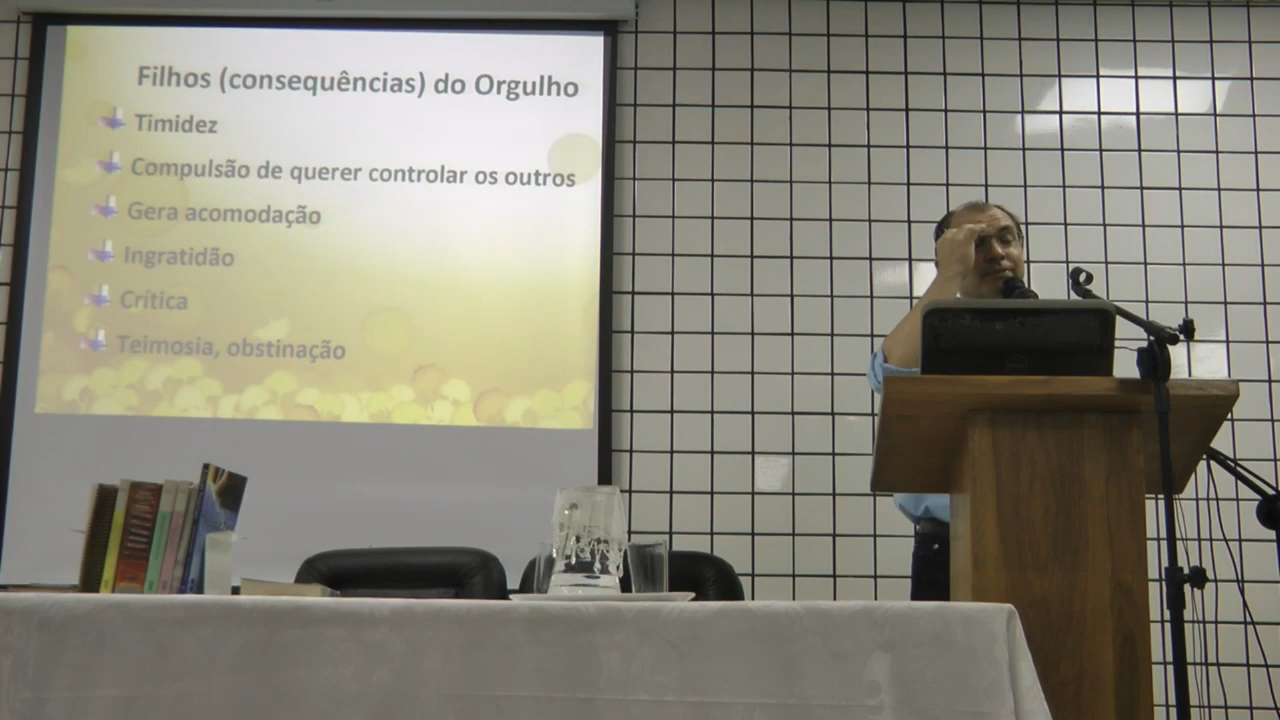 Filhos (consequências) do Orgulho
Timidez
Compulsão de querer controlar os outros
Gera acomodação
Ingratidão
Crítica
Teimosia, obstinação